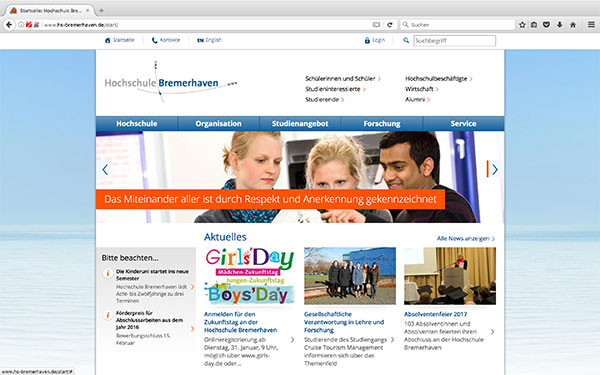 Startseite: Hochschule Bre...
www.hs-bremerhaven.de/start/
Suchen
Startseite
Kontakte
English
Login
Suchbegriff
Hochschule Bremerhaven
Schülerinnen und Schüler
Studieninteressierte
Studierende
Hochschulbeschäftigte
Wirtschaft
Alumni
Hochschule
Organisation
Studienangebot
Forschung
Service
Das Miteinander aller ist durch Respekt und Anerkennung gekennzeichnet
Bitte beachten...
Die Kinderuni startet ins neue
Semester
Hochschule Bremerhaven lädt
Acht- bis Zwölfjährige zu drei
Terminen
Förderpreis für
Abschlussarbeiten aus dem
Jahr 2016
Bewerbungsschluss 15.
Februar
Aktuelles
Alle News anzeigen
Girls'Day
Mädchen-Zukunftstag
Jungen-Zukunftstag
Boys'Day
Anmelden für den
Zukunftstag an der
Hochschule Bremerhaven
Onlineregistrierung ab
Dienstag, 31. Januar, 9 Uhr,
möglich über www.girls-
day.de oder...
Gesellschaftliche
Verantwortung in Lehre und
Forschung
Studierende des Studiengangs
Cruise Tourism Management
informieren sich über das
Themenfeld
Absolventenfeier 2017
103 Absolventinnen und
Absolventen feierten ihren
Abschluss an der Hochschule
Bremerhaven
www.hs-bremerhaven.de/start/#